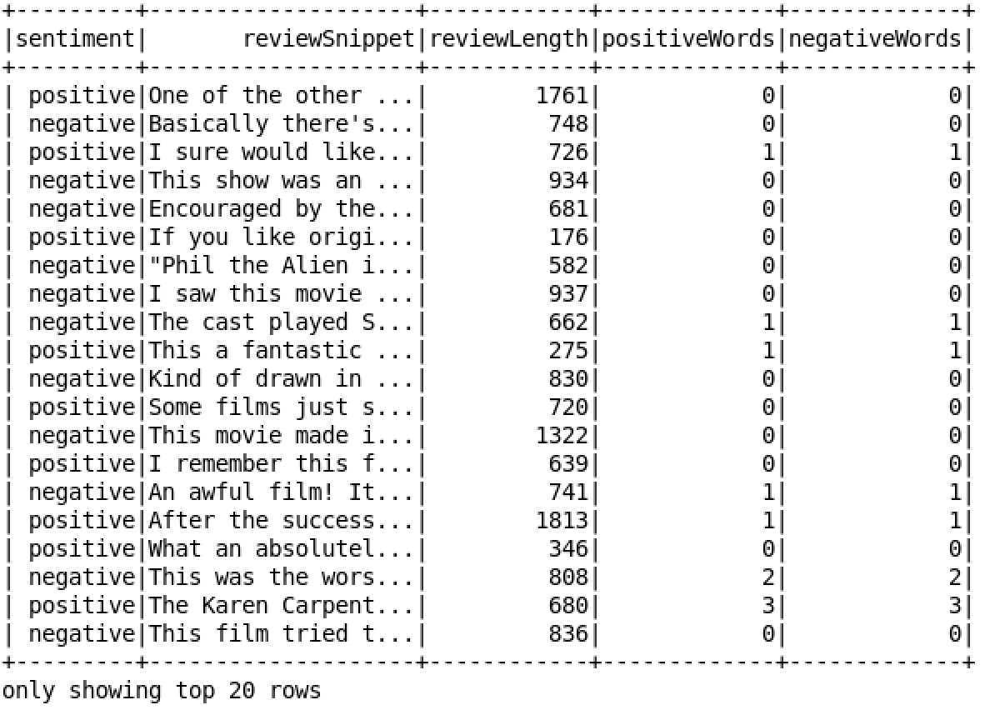 +---------+--------------------+------------+-------------+-------------+
|sentiment|       reviewSnippet|reviewLength|positiveWords|negativeWords|
+---------+--------------------+------------+-------------+-------------+
| positive|One of the other ...|        1761|            0|            0|
| negative|Basically there's...|         748|            0|            0|
| positive|I sure would like...|         726|            1|            1|
| negative|This show was an ...|         934|            0|            0|
| negative|Encouraged by the...|         681|            0|            0|
| positive|If you like origi...|         176|            0|            0|
| negative|"Phil the Alien i...|         582|            0|            0|
| negative|I saw this movie ...|         937|            0|            0|
| negative|The cast played S...|         662|            1|            1|
| positive|This a fantastic ...|         275|            1|            1|
| negative|Kind of drawn in ...|         830|            0|            0|
| positive|Some films just s...|         720|            0|            0|
| negative|This movie made i...|        1322|            0|            0|
| positive|I remember this f...|         639|            0|            0|
| negative|An awful film! It...|         741|            1|            1|
| positive|After the success...|        1813|            1|            1|
| positive|What an absolutel...|         346|            0|            0|
| negative|This was the wors...|         808|            2|            2|
| positive|The Karen Carpent...|         680|            3|            3|
| negative|This film tried t...|         836|            0|            0|
+---------+--------------------+------------+-------------+-------------+
only showing top 20 rows